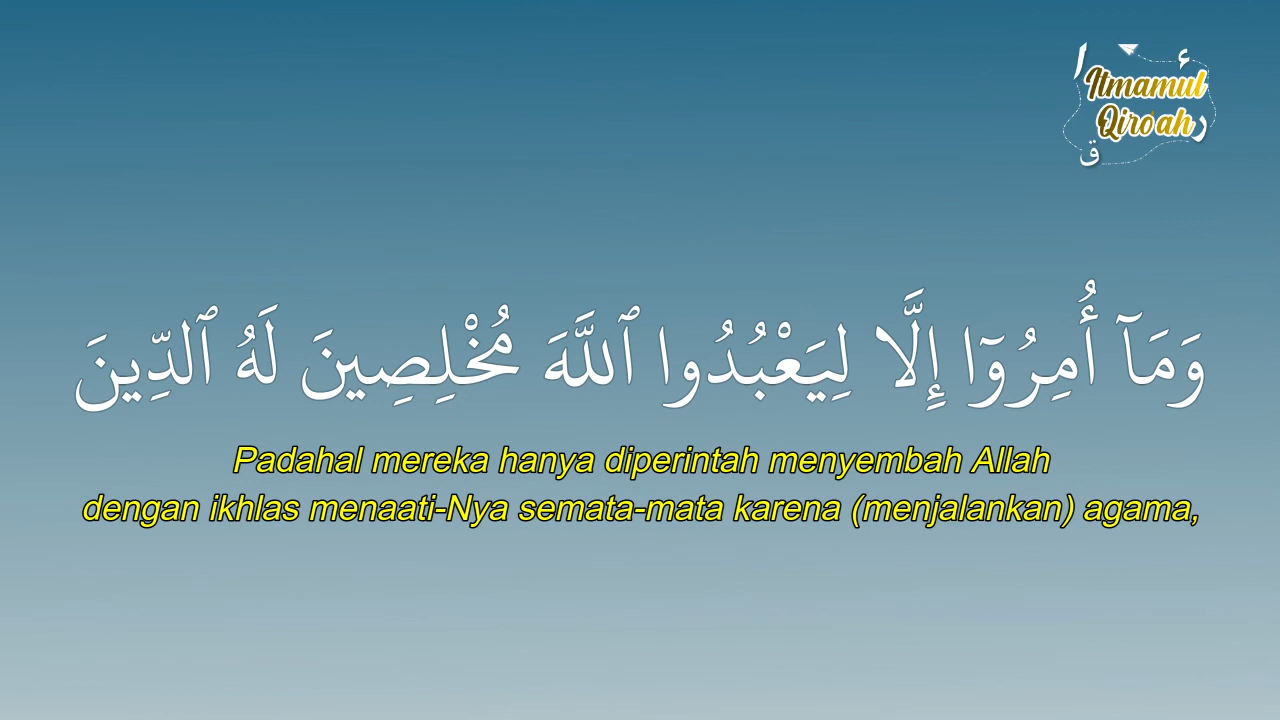 أ
ا
Itmamul
Qiro'ah
ر
ق
وَمَآ أُمِرُوٓا إِلَّا لِيَعْبُدُوا ٱللَّهَ مُخْلِصِينَ لَهُ ٱلدِّينَ
Padahal mereka hanya diperintah menyembah Allah
dengan ikhlas menaati-Nya semata-mata karena (menjalankan) agama,